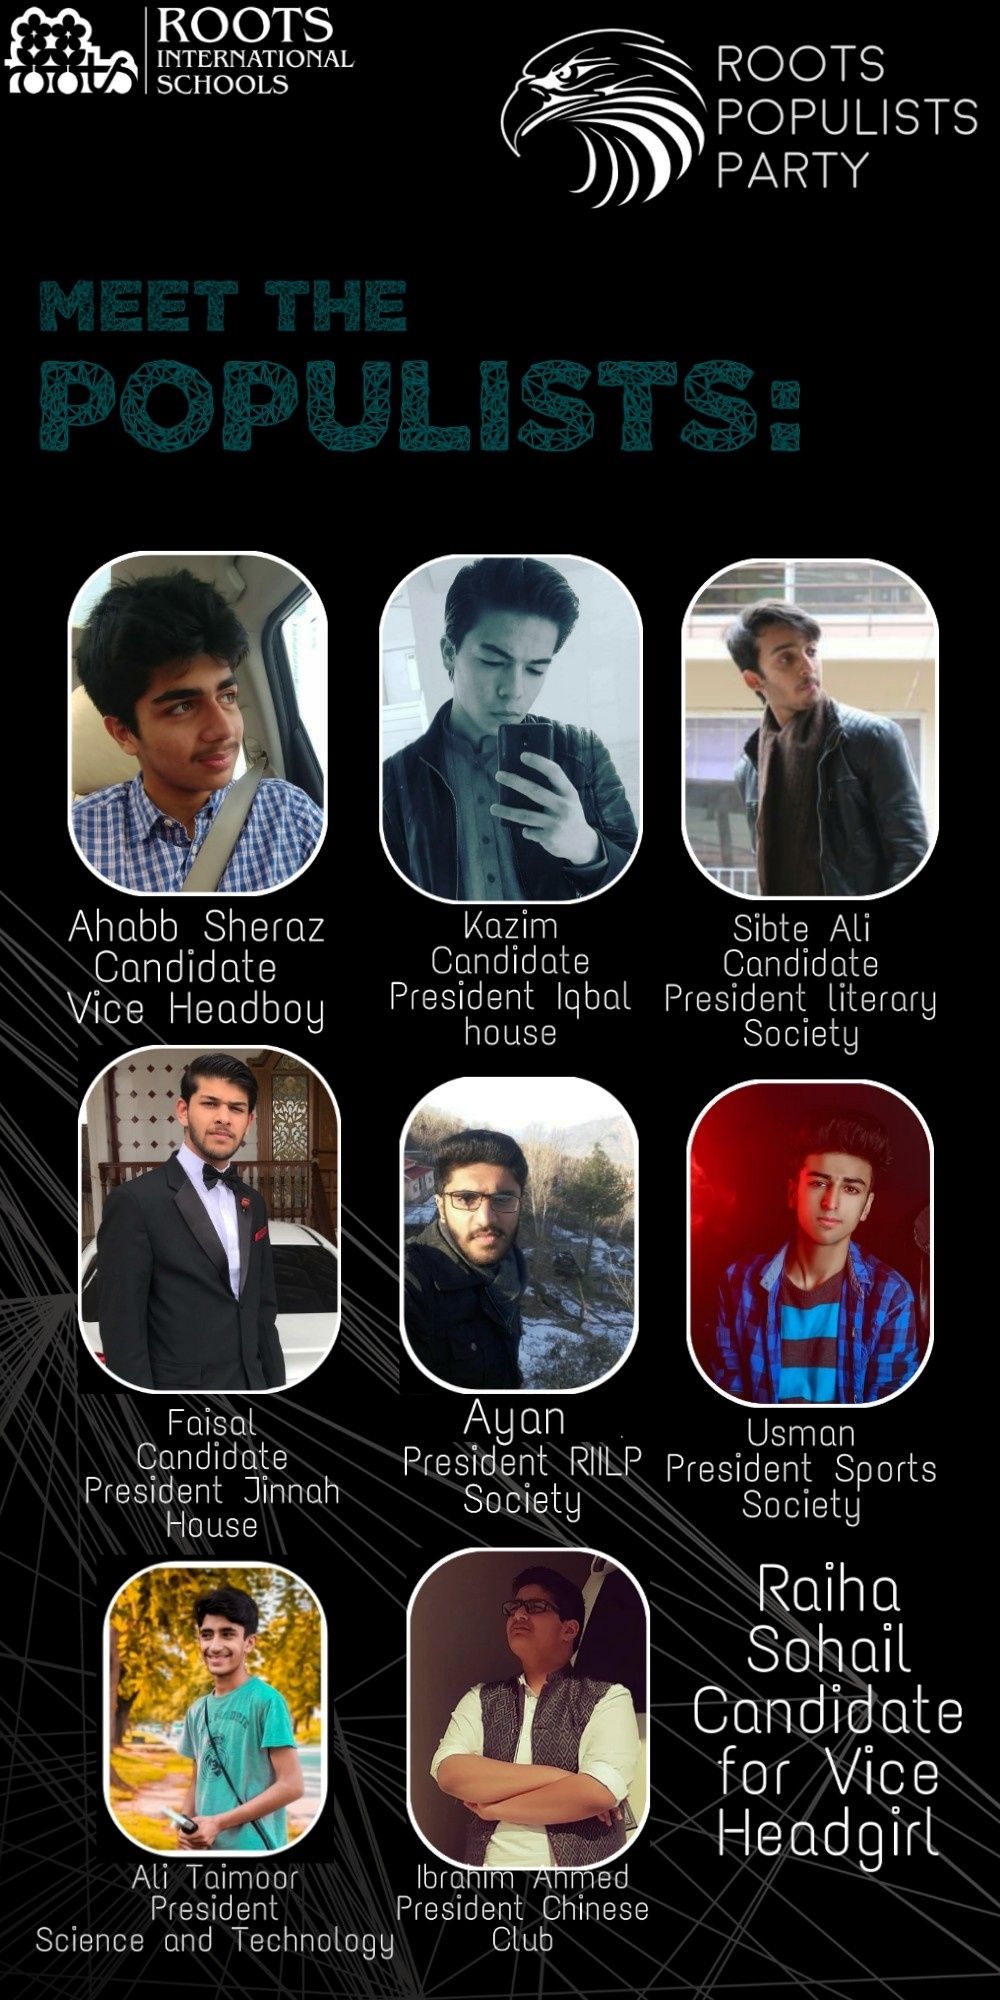 ROOTS
INTERNATIONAL
SCHOOLS
roots
ROOTS
POPULISTS
PARTY
MEET THE
POPULISTS:
Ahabb Sheraz
Candidate
Vice Headboy
Kazim
Candidate
President Iqbal
house
Sibte Ali
Candidate
President literary
Society
Faisal
Candidate
President Jinnah
House
Ayan
President RIILP
Society
Usman
President Sports
Society
Ali Taimoor
President
Science and Technology
Ibrahim Ahmed
President Chinese
Club
Raiha
Sohail
Candidate
for Vice
Headgirl